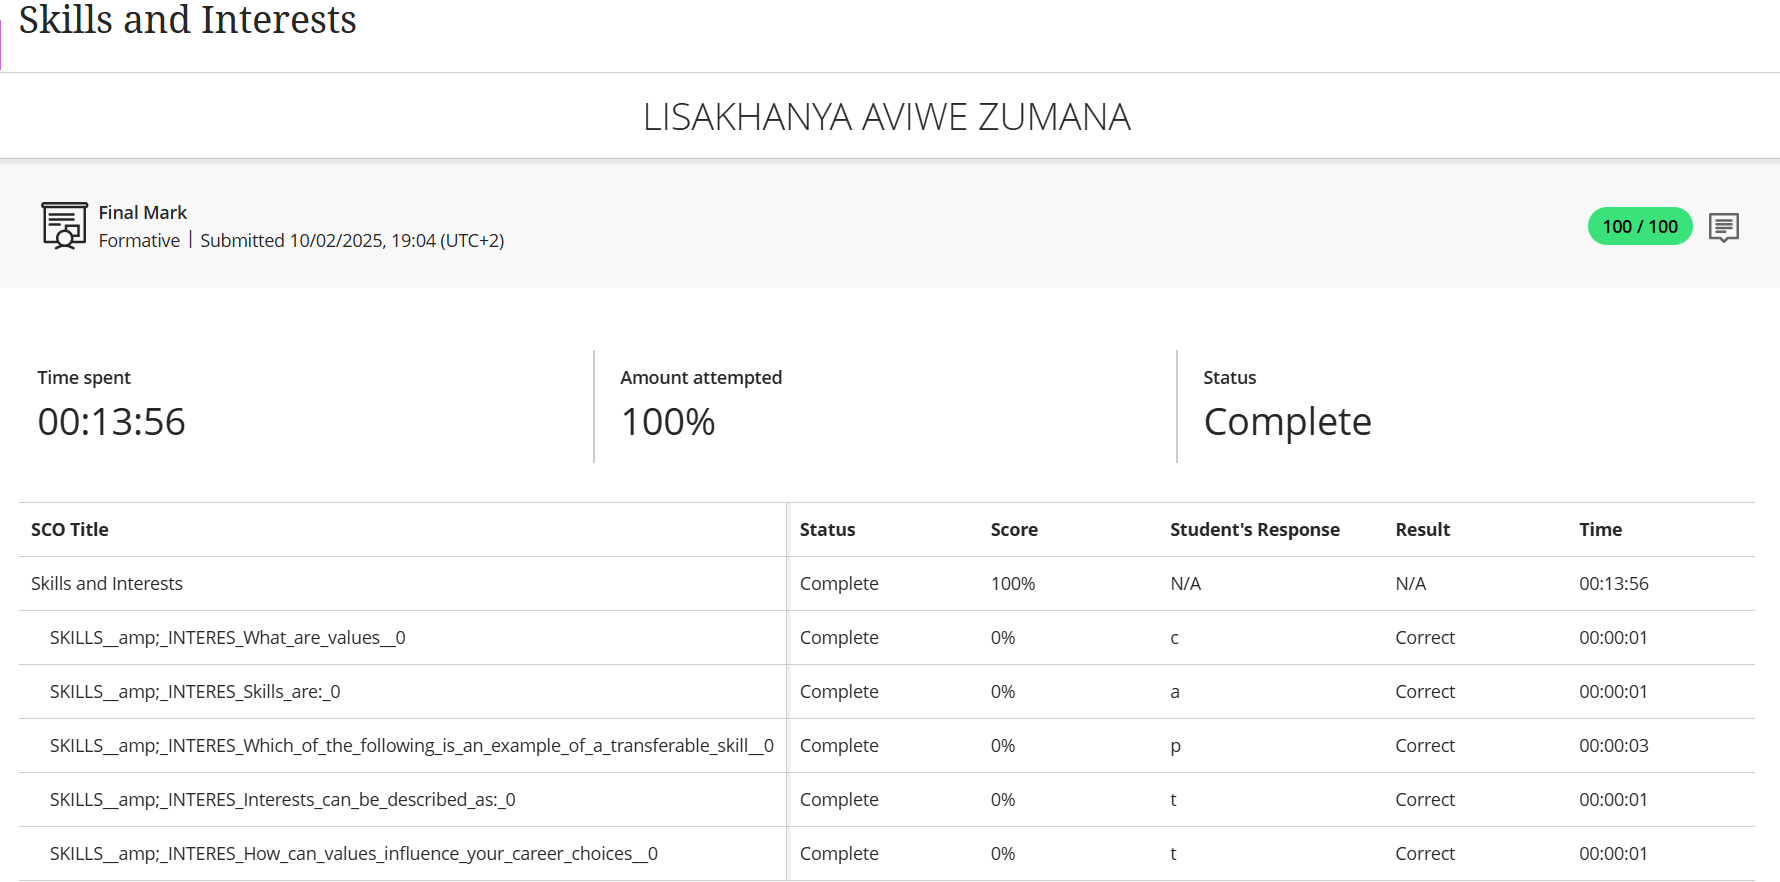 Skills and Interests
LISAKHANYA AVIWE ZUMANA
Final Mark
Formative | Submitted 10/02/2025, 19:04 (UTC+2)
100 / 100
Time spent
00:13:56
Amount attempted
100%
Status
Complete
SCO Title Status Score Student's Response Result Time
Skills and Interests Complete 100% N/A N/A 00:13:56
SKILLS__amp;_INTERES_What_are_values__0 Complete 0% c Correct 00:00:01
SKILLS__amp;_INTERES_Skills_are:_0 Complete 0% a Correct 00:00:01
SKILLS__amp;_INTERES_Which_of_the_following_is_an_example_of_a_transferable_skill__0 Complete 0% p Correct 00:00:03
SKILLS__amp;_INTERES_Interests_can_be_described_as:_0 Complete 0% t Correct 00:00:01
SKILLS__amp;_INTERES_How_can_values_influence_your_career_choices__0 Complete 0% t Correct 00:00:01